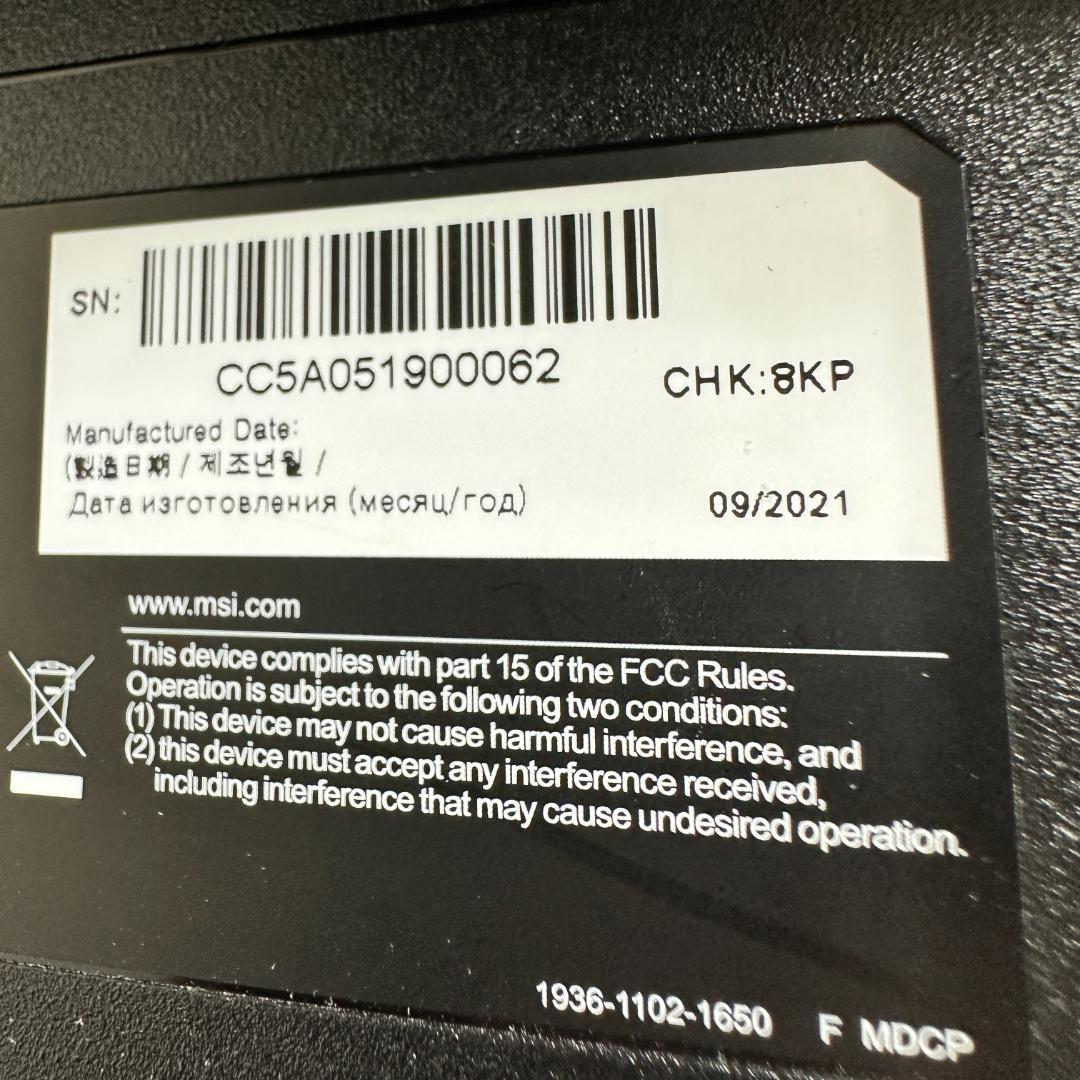 SN:
CC5A051900062
CHK:8KP
Manufactured Date:
(製造日期 / 제조년월 /
Дата изготовления (месяц/год)
09/2021
www.msi.com
This device complies with part 15 of the FCC Rules.
Operation is subject to the following two conditions:
(1) This device may not cause harmful interference, and
(2) this device must accept any interference received,
including interference that may cause undesired operation.
1936-1102-1650 F MDCP